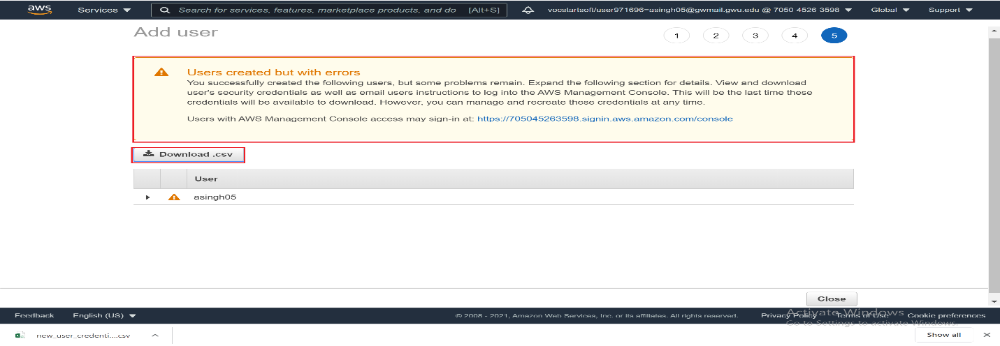 aws Services Search for services, features, marketplace products, and do [Alt+S] vocstartsoft/user971696=asingh05@gwmail.gwu.edu @ 7050-4526-3598 Global Support
Add user 1 2 3 4 5
Users created but with errors
You successfully created the following users, but some problems remain. Expand the following section for details. View and download
user's security credentials as well as email users instructions to log into the AWS Management Console. This will be the last time these
credentials will be available to download. However, you can manage and recreate these credentials at any time.
Users with AWS Management Console access may sign-in at: https://705045263598.signin.aws.amazon.com/console
Download .csv
User
asingh05
Close
Activate Windows
Feedback English (US) © 2008 - 2021, Amazon Web Services, Inc. or its affiliates. All rights reserved. Privacy Policy Terms of Use Cookie preferences
Go to Settings to activate Windows.
new_user_credenti....csv Show all